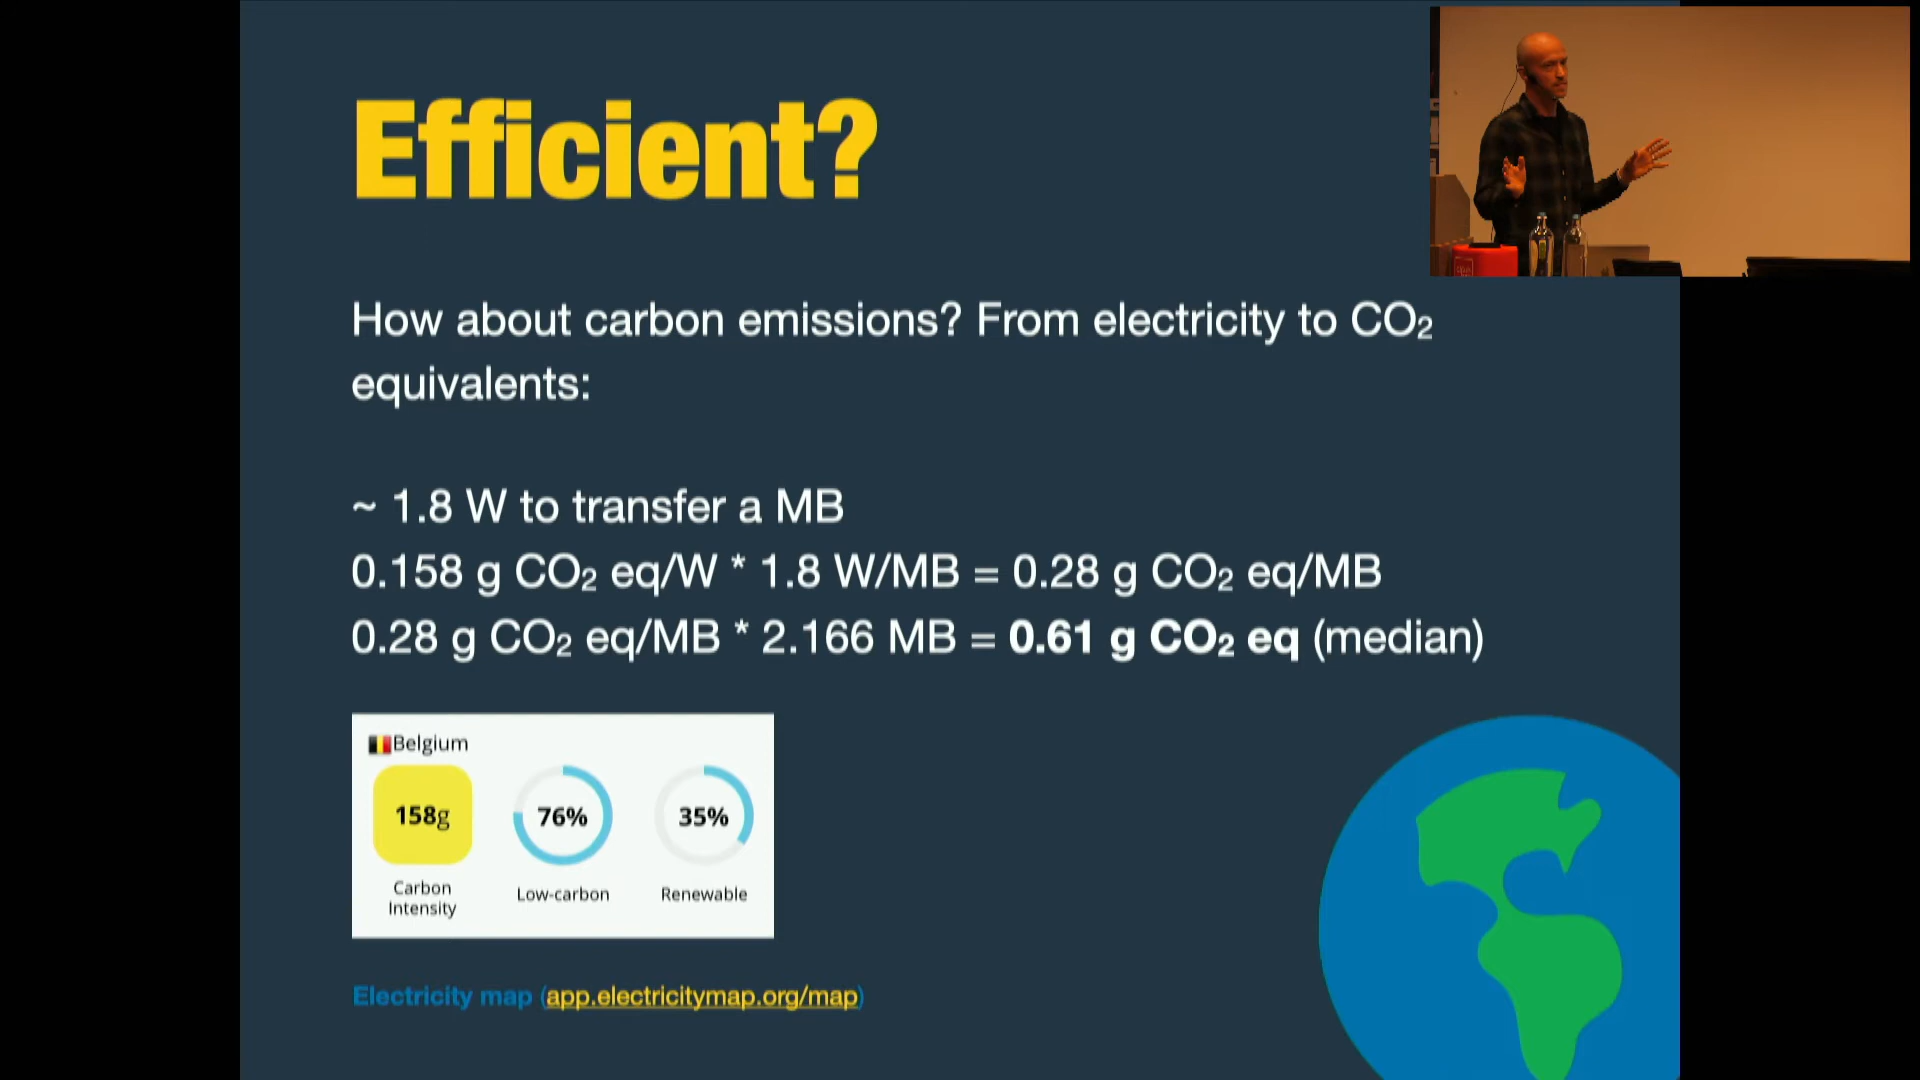 Efficient?
How about carbon emissions? From electricity to CO₂
equivalents:
~ 1.8 W to transfer a MB
0.158 g CO₂ eq/W * 1.8 W/MB = 0.28 g CO₂ eq/MB
0.28 g CO₂ eq/MB * 2.166 MB = 0.61 g CO₂ eq (median)
Belgium
158g
76%
35%
Carbon
Intensity
Low-carbon
Renewable
Electricity map (app.electricitymap.org/map)